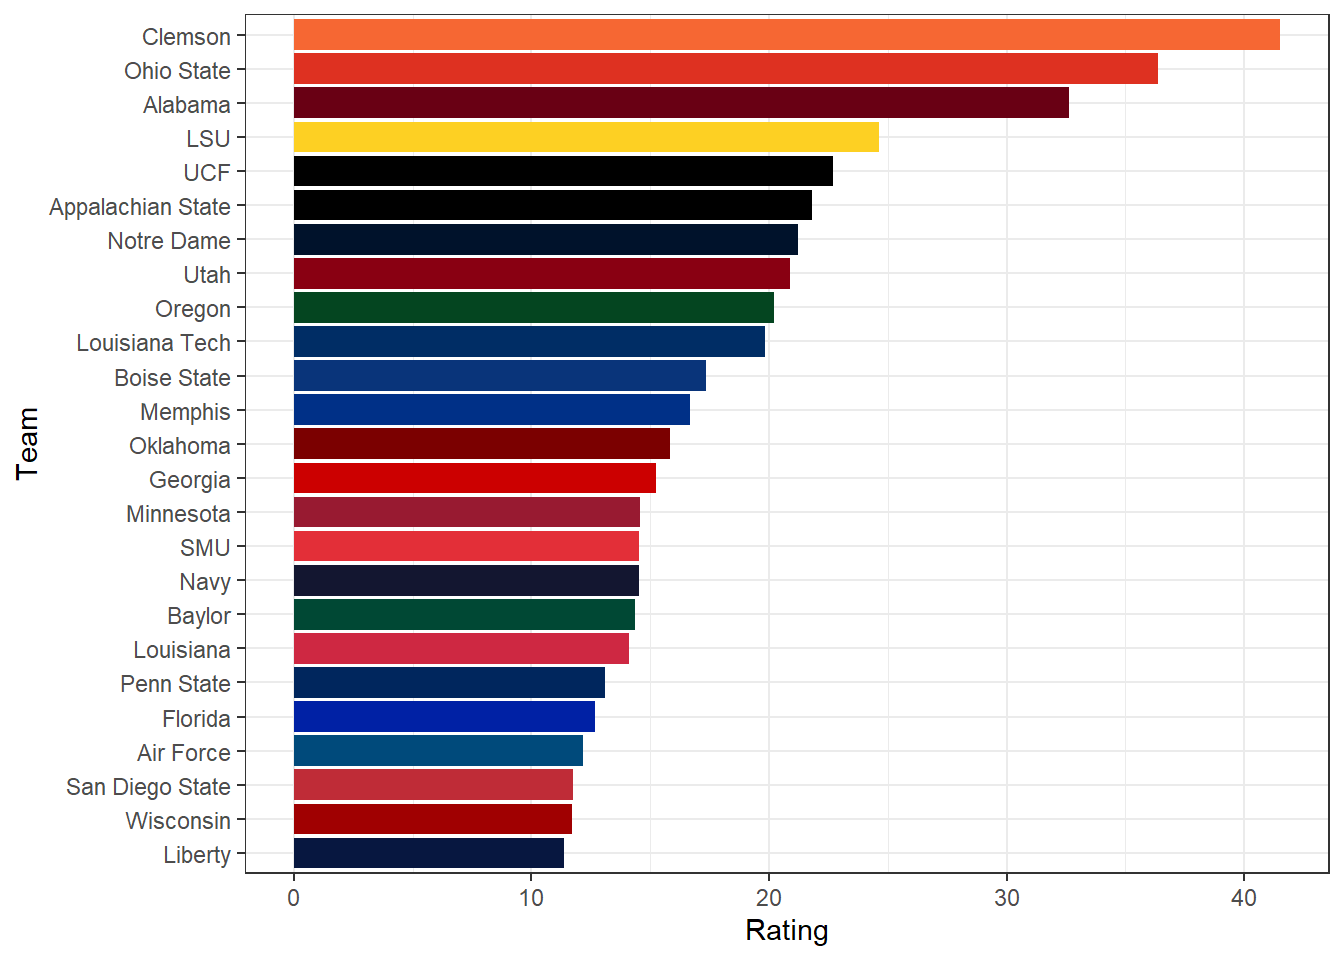 Clemson
Ohio State
Alabama
LSU
UCF
Appalachian State
Notre Dame
Utah
Oregon
Louisiana Tech
Boise State
Memphis
Oklahoma
Georgia
Minnesota
SMU
Navy
Baylor
Louisiana
Penn State
Florida
Air Force
San Diego State
Wisconsin
Liberty
Team
0 10 20 30 40
Rating